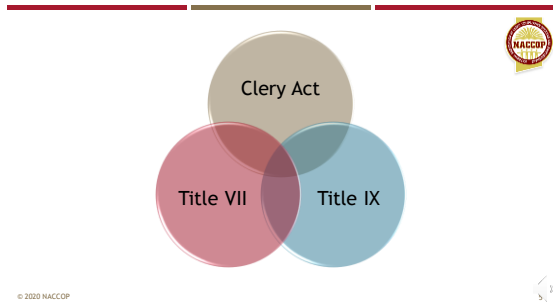 NACCOP
Clery Act
Title VII
Title IX
© 2020 NACCOP
5